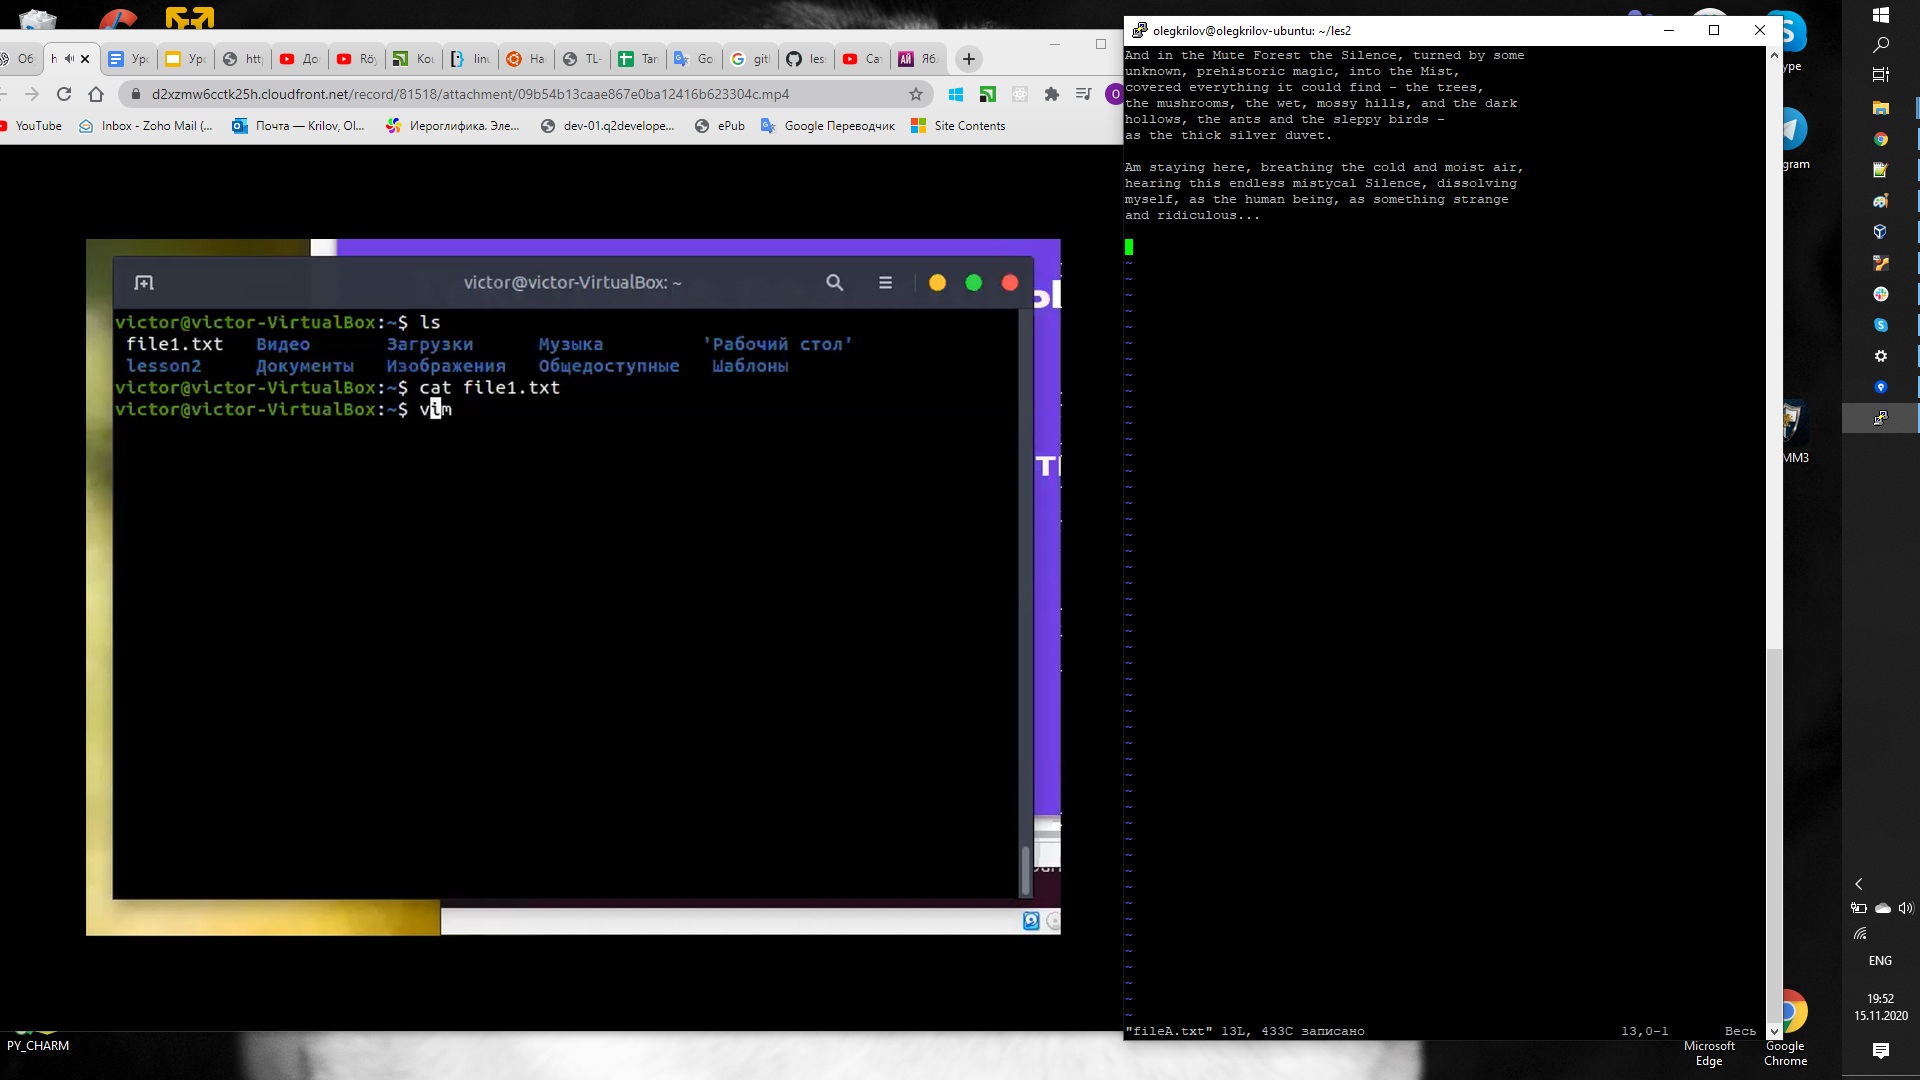 Об
h
Урс
Урс
htt
До
Röy
Кол
linu
На
TL-
Tar
Go
gitl
les
Ca
Ябл
d2xzmw6cctk25h.cloudfront.net/record/81518/attachment/09b54b13caae867e0ba12416b623304c.mp4
YouTube
Inbox - Zoho Mail (...
Почта — Krilov, Ol...
Иероглифика. Эле...
dev-01.q2develope...
ePub
Google Переводчик
Site Contents
victor@victor-VirtualBox: ~
victor@victor-VirtualBox:~$ ls
file1.txt Видео Загрузки Музыка 'Рабочий стол'
lesson2 Документы Изображения Общедоступные Шаблоны
victor@victor-VirtualBox:~$ cat file1.txt
victor@victor-VirtualBox:~$ vim
PY_CHARM
olegkrilov@olegkrilov-ubuntu: ~/les2
And in the Mute Forest the Silence, turned by some
unknown, prehistoric magic, into the Mist,
covered everything it could find - the trees,
the mushrooms, the wet, mossy hills, and the dark
hollows, the ants and the sleppy birds -
as the thick silver duvet.
Am staying here, breathing the cold and moist air,
hearing this endless mistycal Silence, dissolving
myself, as the human being, as something strange
and ridiculous...
"fileA.txt" 13L, 433C записано 13,0-1 Весь
ype
gram
MM3
Microsoft
Edge
Google
Chrome
ENG
19:52
15.11.2020